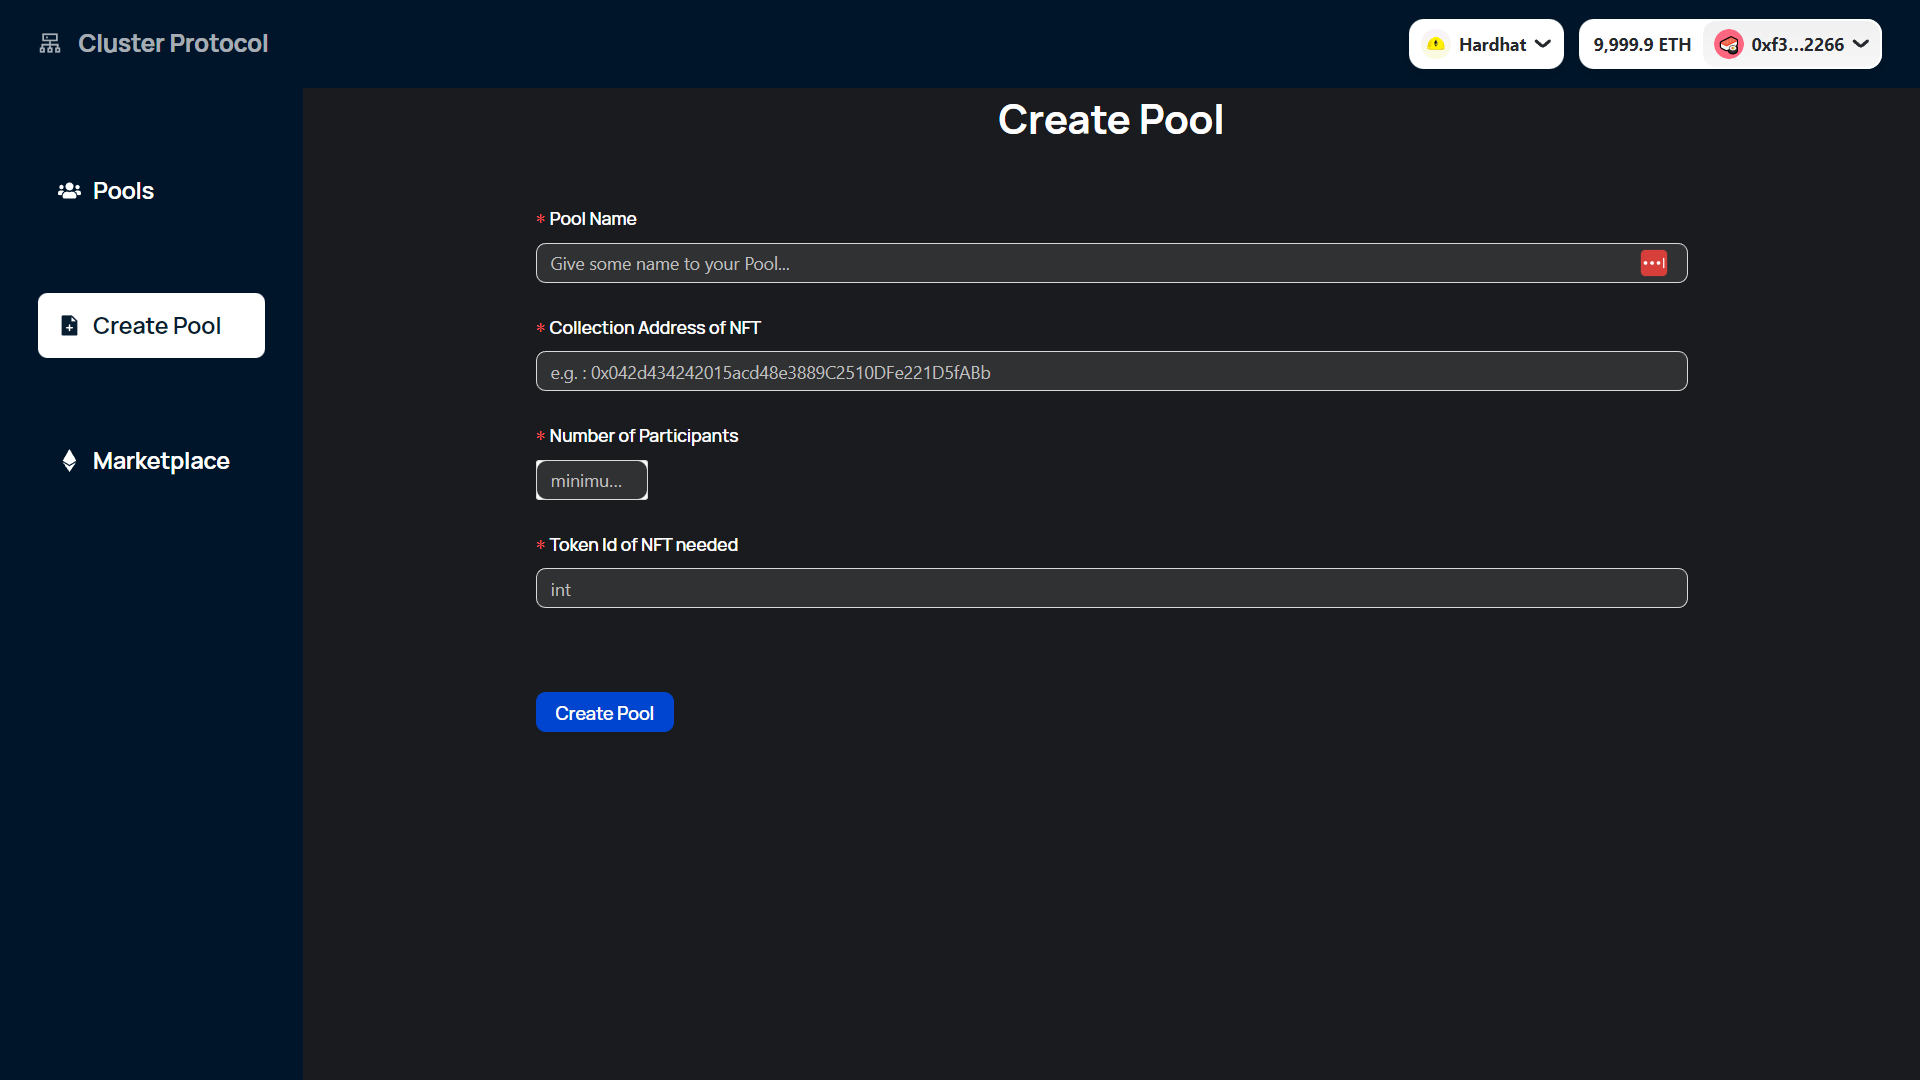 Cluster Protocol
Hardhat
9,999.9 ETH
0xf3...2266
Pools
Create Pool
Marketplace
Create Pool
* Pool Name
Give some name to your Pool...
* Collection Address of NFT
e.g. : 0x042d434242015acd48e3889C2510DFe221D5fABb
* Number of Participants
minimu...
* Token Id of NFT needed
int
Create Pool